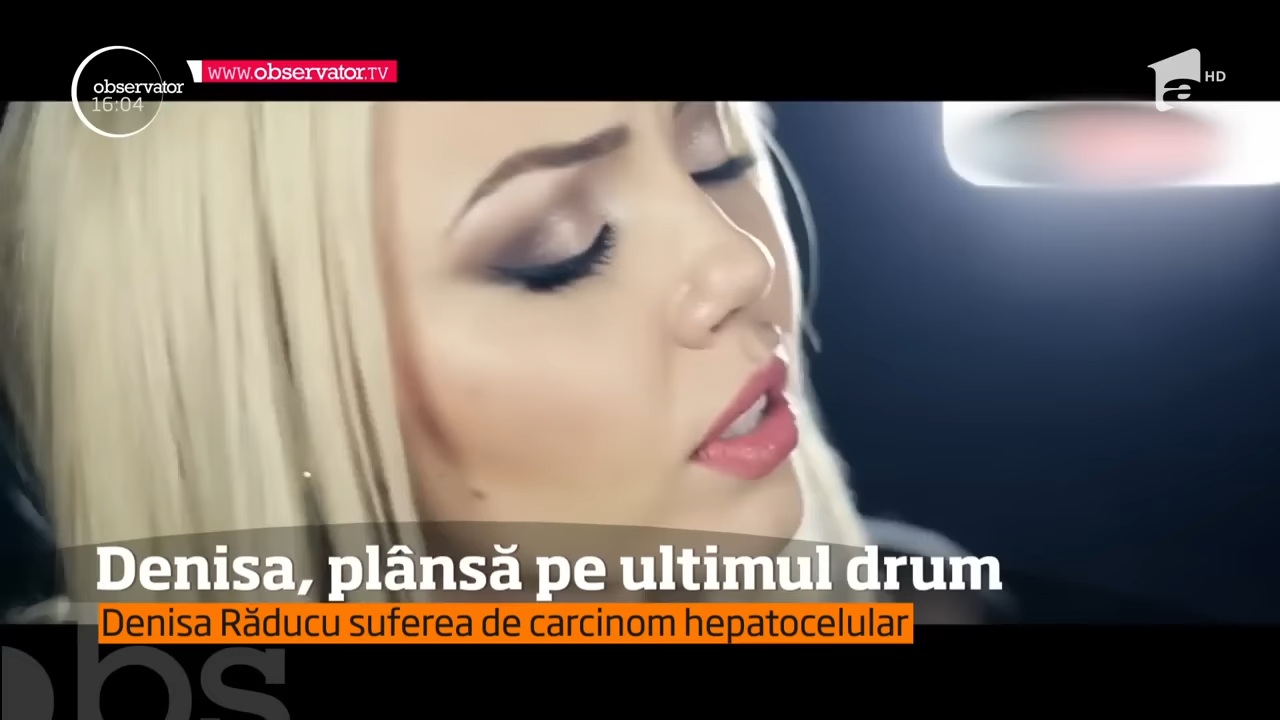 observator
16:04
WWW.observator.TV
a HD
Denisa, plânsă pe ultimul drum
Denisa Răducu suferea de carcinom hepatocelular
obs